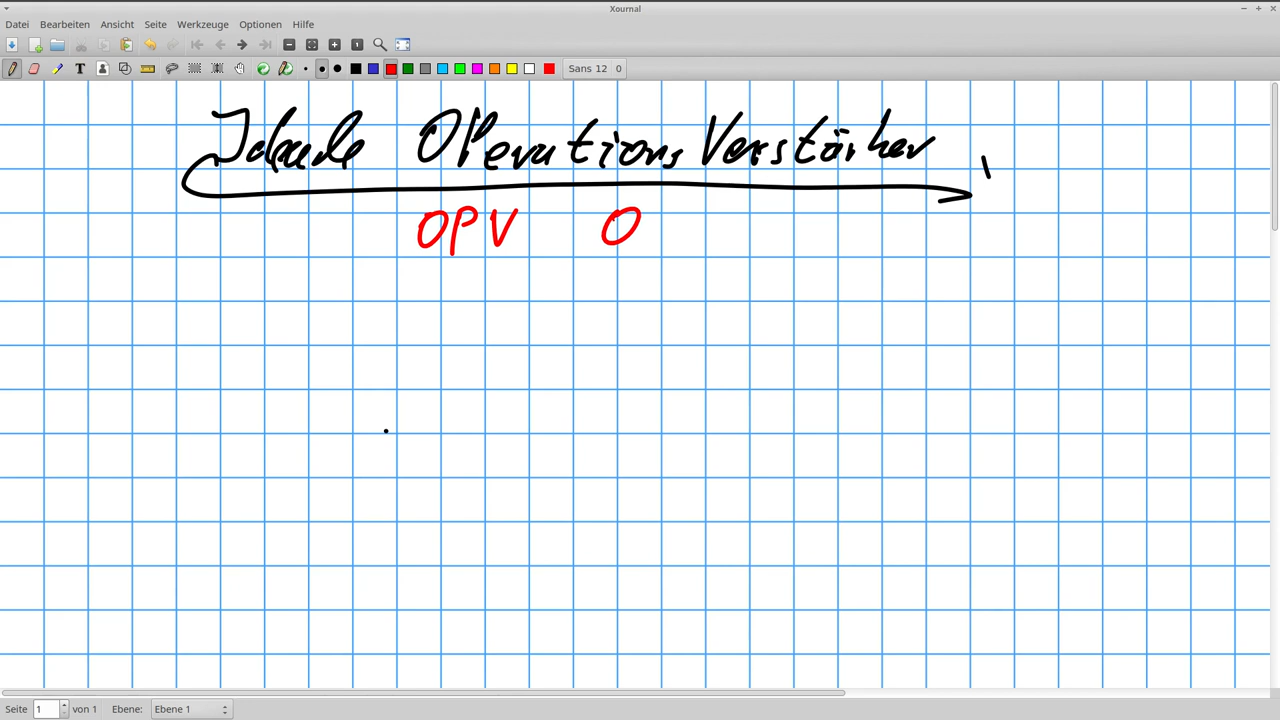 Xournal
Datei Bearbeiten Ansicht Seite Werkzeuge Optionen Hilfe
Sans 12 0
Ideale Operations Verstärker
OPV O
Seite 1 von 1 Ebene: Ebene 1